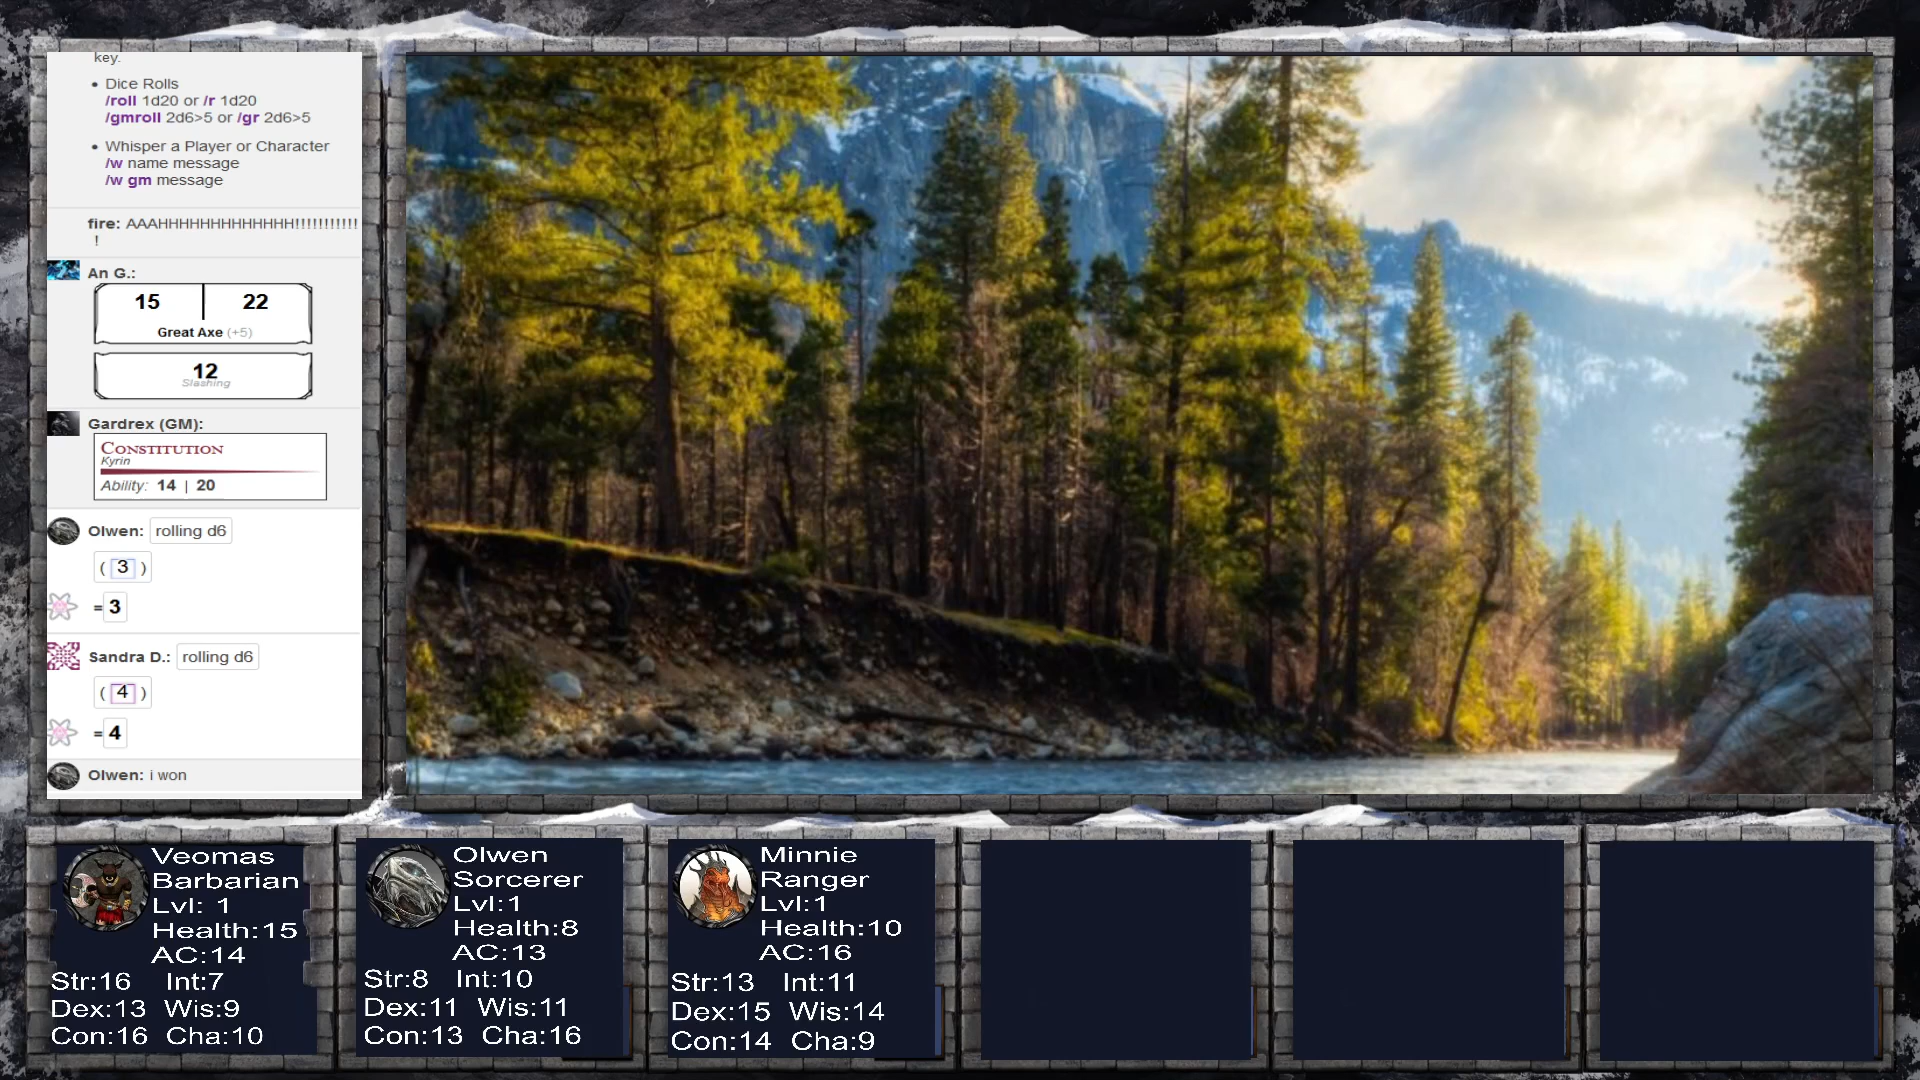 key.
• Dice Rolls
/roll 1d20 or /r 1d20
/gmroll 2d6>5 or /gr 2d6>5
• Whisper a Player or Character
/w name message
/w gm message
fire: AAAHHHHHHHHHHHHH!!!!!!!!!!!
!
An G.:
15 22
Great Axe (+5)
12
Slashing
Gardrex (GM):
CONSTITUTION
Kyrin
Ability: 14 | 20
Olwen: rolling d6
( 3 )
=3
Sandra D.: rolling d6
( 4 )
=4
Olwen: i won
Veomas
Barbarian
Lvl: 1
Health:15
AC:14
Str:16 Int:7
Dex:13 Wis:9
Con:16 Cha:10
Olwen
Sorcerer
Lvl:1
Health:8
AC:13
Str:8 Int:10
Dex:11 Wis:11
Con:13 Cha:16
Minnie
Ranger
Lvl:1
Health:10
AC:16
Str:13 Int:11
Dex:15 Wis:14
Con:14 Cha:9